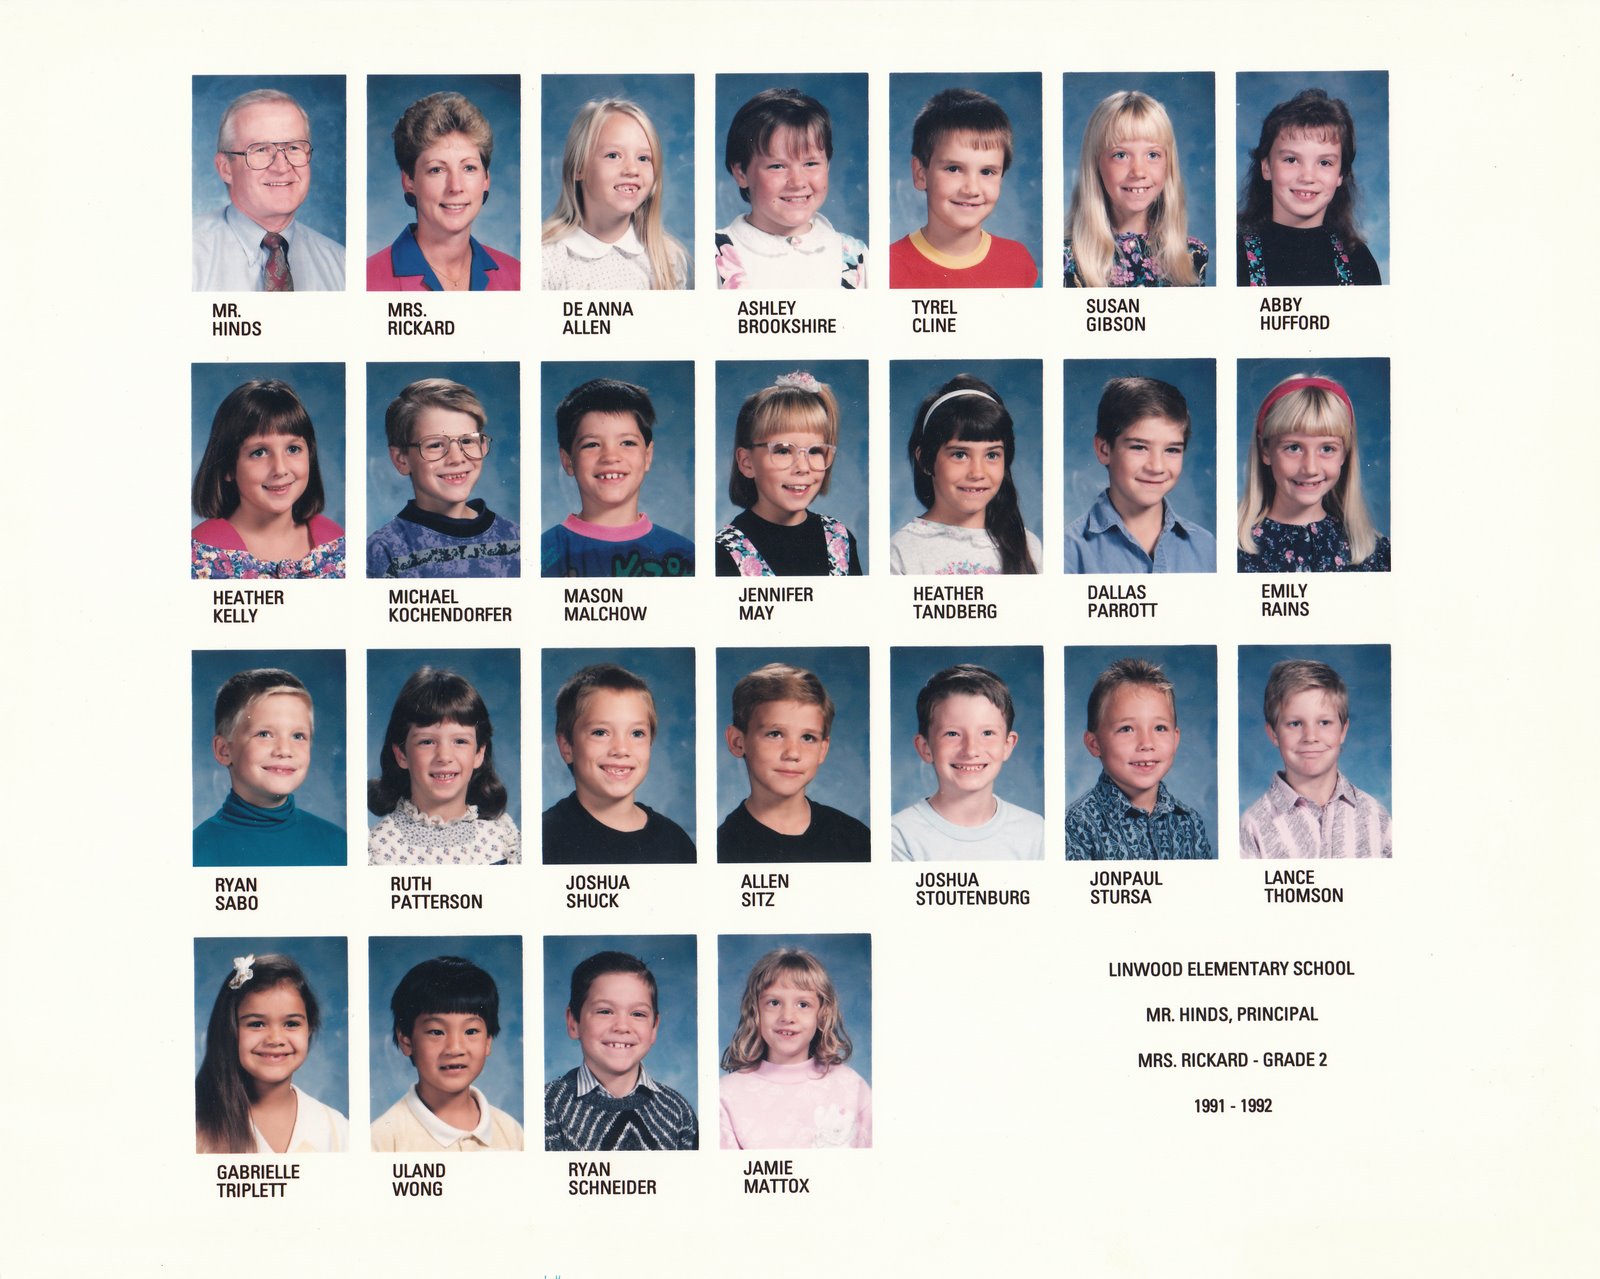 MR.
HINDS
MRS.
RICKARD
DE ANNA
ALLEN
ASHLEY
BROOKSHIRE
TYREL
CLINE
SUSAN
GIBSON
ABBY
HUFFORD
HEATHER
KELLY
MICHAEL
KOCHENDORFER
MASON
MALCHOW
JENNIFER
MAY
HEATHER
TANDBERG
DALLAS
PARROTT
EMILY
RAINS
RYAN
SABO
RUTH
PATTERSON
JOSHUA
SHUCK
ALLEN
SITZ
JOSHUA
STOUTENBURG
JONPAUL
STURSA
LANCE
THOMSON
GABRIELLE
TRIPLETT
ULAND
WONG
RYAN
SCHNEIDER
JAMIE
MATTOX
LINWOOD ELEMENTARY SCHOOL
MR. HINDS, PRINCIPAL
MRS. RICKARD - GRADE 2
1991 - 1992